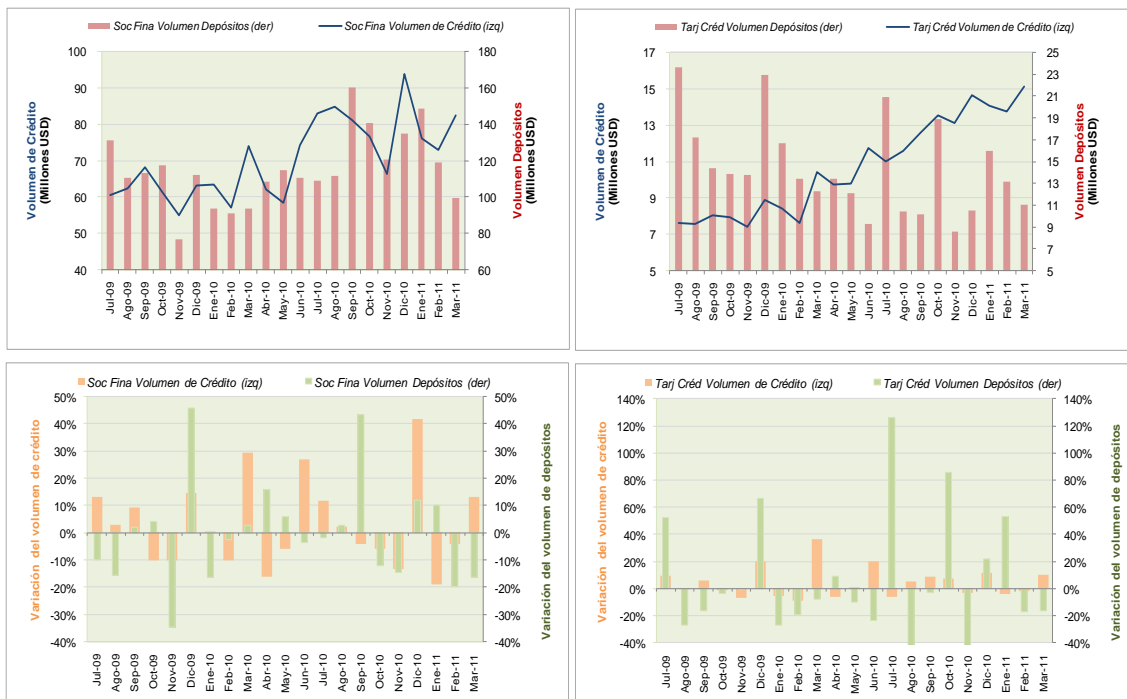 Soc Fina Volumen Depósitos (der)
Soc Fina Volumen de Crédito (izq)
Volumen de Crédito
(Millones USD)
100
90
80
70
60
50
40
180
160
140
120
100
80
60
Volumen Depósitos
(Millones USD)
Jul-09
Ago-09
Sep-09
Oct-09
Nov-09
Dic-09
Ene-10
Feb-10
Mar-10
Abr-10
May-10
Jun-10
Jul-10
Ago-10
Sep-10
Oct-10
Nov-10
Dic-10
Ene-11
Feb-11
Mar-11
Tarj Créd Volumen Depósitos (der)
Tarj Créd Volumen de Crédito (izq)
Volumen de Crédito
(Millones USD)
17
15
13
11
9
7
5
25
23
21
19
17
15
13
11
9
7
5
Volumen Depósitos
(Millones USD)
Jul-09
Ago-09
Sep-09
Oct-09
Nov-09
Dic-09
Ene-10
Feb-10
Mar-10
Abr-10
May-10
Jun-10
Jul-10
Ago-10
Sep-10
Oct-10
Nov-10
Dic-10
Ene-11
Feb-11
Mar-11
Soc Fina Volumen de Crédito (izq)
Soc Fina Volumen Depósitos (der)
Variación del volumen de crédito
50%
40%
30%
20%
10%
0%
-10%
-20%
-30%
-40%
50%
40%
30%
20%
10%
0%
-10%
-20%
-30%
-40%
Variación del volumen de depósitos
Jul-09
Ago-09
Sep-09
Oct-09
Nov-09
Dic-09
Ene-10
Feb-10
Mar-10
Abr-10
May-10
Jun-10
Jul-10
Ago-10
Sep-10
Oct-10
Nov-10
Dic-10
Ene-11
Feb-11
Mar-11
Tarj Créd Volumen de Crédito (izq)
Tarj Créd Volumen Depósitos (der)
Variación del volumen de crédito
140%
120%
100%
80%
60%
40%
20%
0%
-20%
-40%
140%
120%
100%
80%
60%
40%
20%
0%
-20%
-40%
Variación del volumen de depósitos
Jul-09
Ago-09
Sep-09
Oct-09
Nov-09
Dic-09
Ene-10
Feb-10
Mar-10
Abr-10
May-10
Jun-10
Jul-10
Ago-10
Sep-10
Oct-10
Nov-10
Dic-10
Ene-11
Feb-11
Mar-11